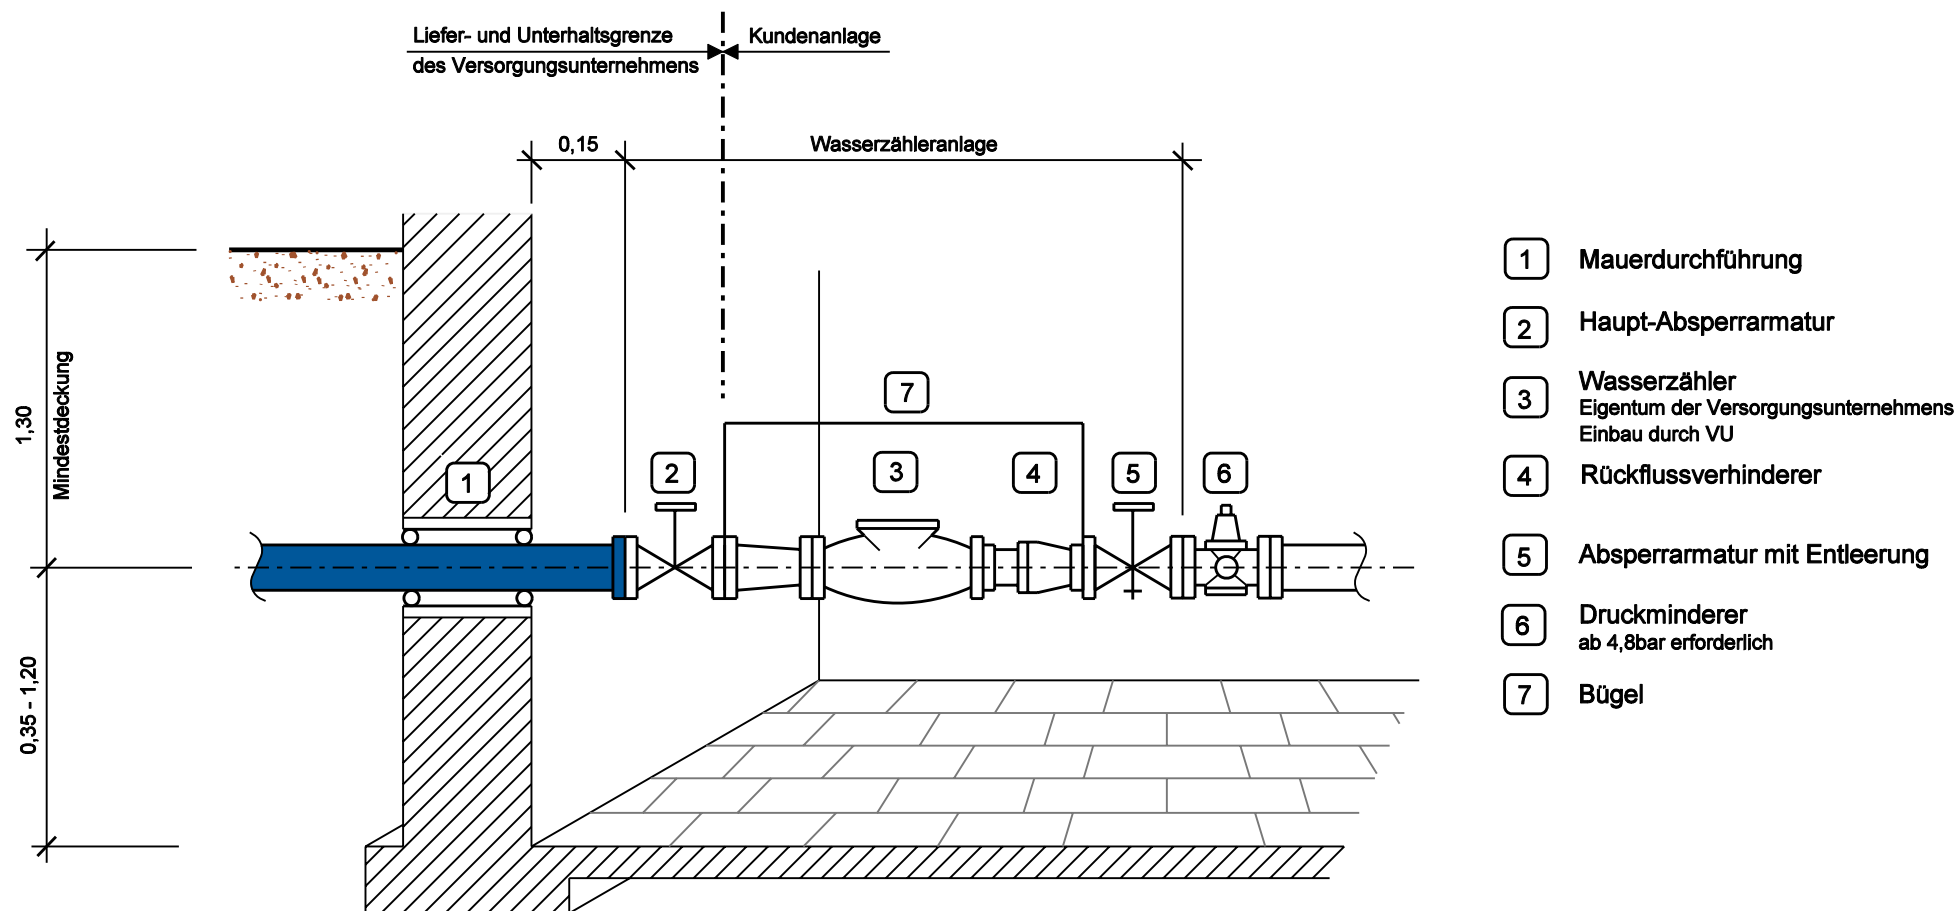 Liefer- und Unterhaltsgrenze
des Versorgungsunternehmens
Kundenanlage
0,15
Wasserzähleranlage
1,30
Mindestdeckung
0,35 - 1,20
1
2
3
4
5
6
7
1 Mauerdurchführung
2 Haupt-Absperrarmatur
3 Wasserzähler
Eigentum der Versorgungsunternehmens
Einbau durch VU
4 Rückflussverhinderer
5 Absperrarmatur mit Entleerung
6 Druckminderer
ab 4,8bar erforderlich
7 Bügel